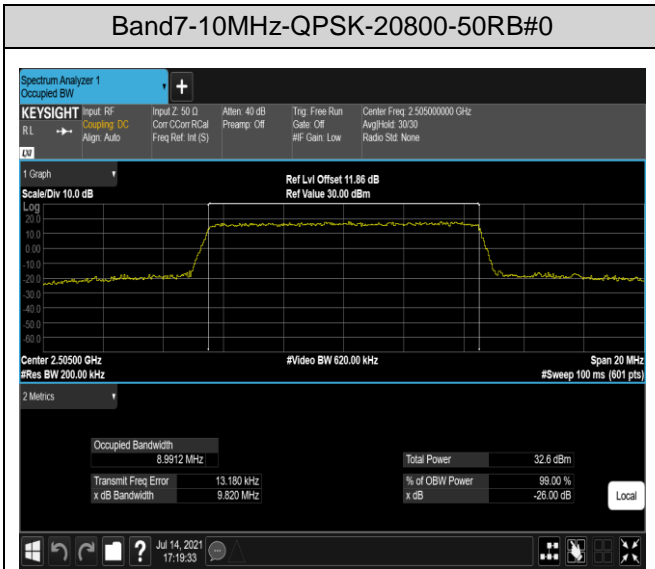 Band7-10MHz-QPSK-20800-50RB#0
Spectrum Analyzer 1
Occupied BW
+
KEYSIGHT
RL
LXI
Input: RF
Coupling: DC
Align: Auto
Input Z: 50 Ω
Corr CCorr RCal
Freq Ref: Int (S)
Atten: 40 dB
Preamp: Off
Trig: Free Run
Gate: Off
#IF Gain: Low
Center Freq: 2.505000000 GHz
Avg|Hold: 30/30
Radio Std: None
1 Graph
Scale/Div 10.0 dB
Ref Lvl Offset 11.86 dB
Ref Value 30.00 dBm
Log
20.0
10.0
0.00
-10.0
-20.0
-30.0
-40.0
-50.0
-60.0
Center 2.50500 GHz
#Video BW 620.00 kHz
Span 20 MHz
#Res BW 200.00 kHz
#Sweep 100 ms (601 pts)
2 Metrics
Occupied Bandwidth
8.9912 MHz
Total Power 32.6 dBm
Transmit Freq Error 13.180 kHz
% of OBW Power 99.00 %
x dB Bandwidth 9.820 MHz
x dB -26.00 dB
Local
?
Jul 14, 2021
17:19:33